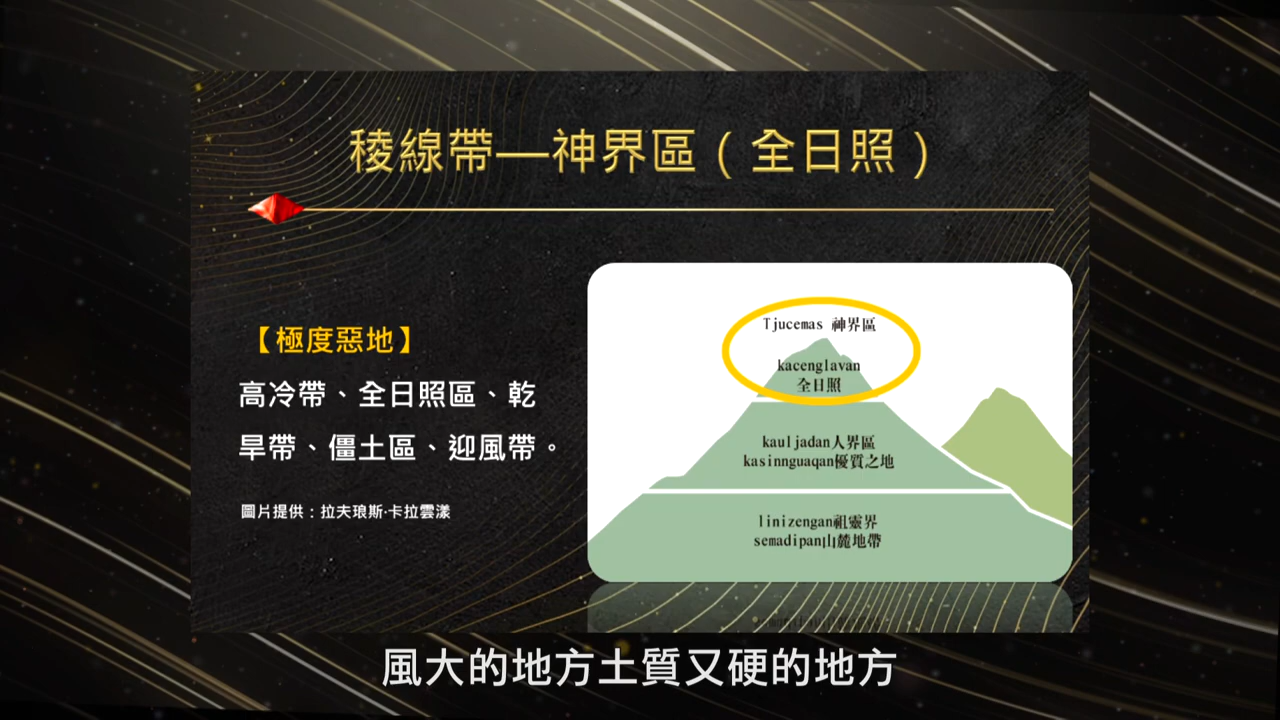 稜線帶—神界區（全日照）
【極度惡地】
高冷帶、全日照區、乾
旱帶、僵土區、迎風帶。
圖片提供：拉夫琅斯·卡拉雲漾
Tjucemas 神界區
kacenglavan
全日照
kauljadan人界區
kasinnguaqan優質之地
linizengan祖靈界
semadipan山麓地帶
風大的地方土質又硬的地方